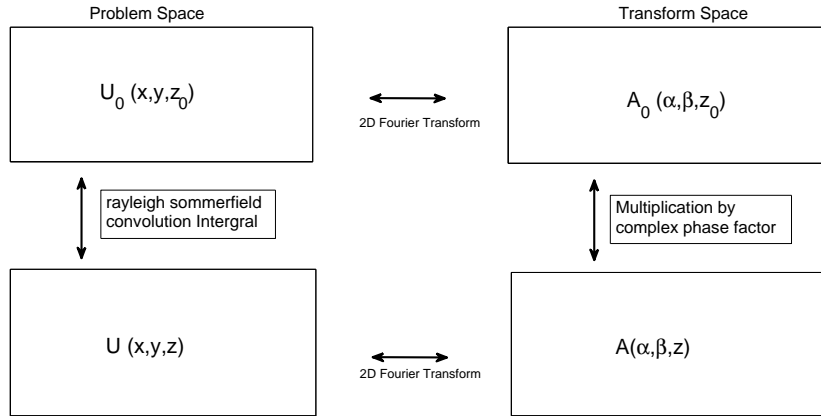 Problem Space
Transform Space
U₀ (x,y,z₀)
2D Fourier Transform
A₀ (α,β,z₀)
rayleigh sommerfield
convolution Intergral
Multiplication by
complex phase factor
U (x,y,z)
2D Fourier Transform
A(α,β,z)